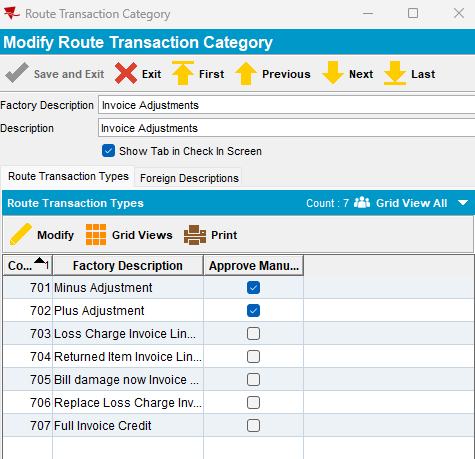 Route Transaction Category
Modify Route Transaction Category
Save and Exit Exit First Previous Next Last
Factory Description Invoice Adjustments
Description Invoice Adjustments
Show Tab in Check In Screen
Route Transaction Types Foreign Descriptions
Route Transaction Types Count : 7 Grid View All
Modify Grid Views Print
Co... 1 Factory Description Approve Manu...
701 Minus Adjustment
702 Plus Adjustment
703 Loss Charge Invoice Lin...
704 Returned Item Invoice Lin...
705 Bill damage now Invoice ...
706 Replace Loss Charge Inv...
707 Full Invoice Credit